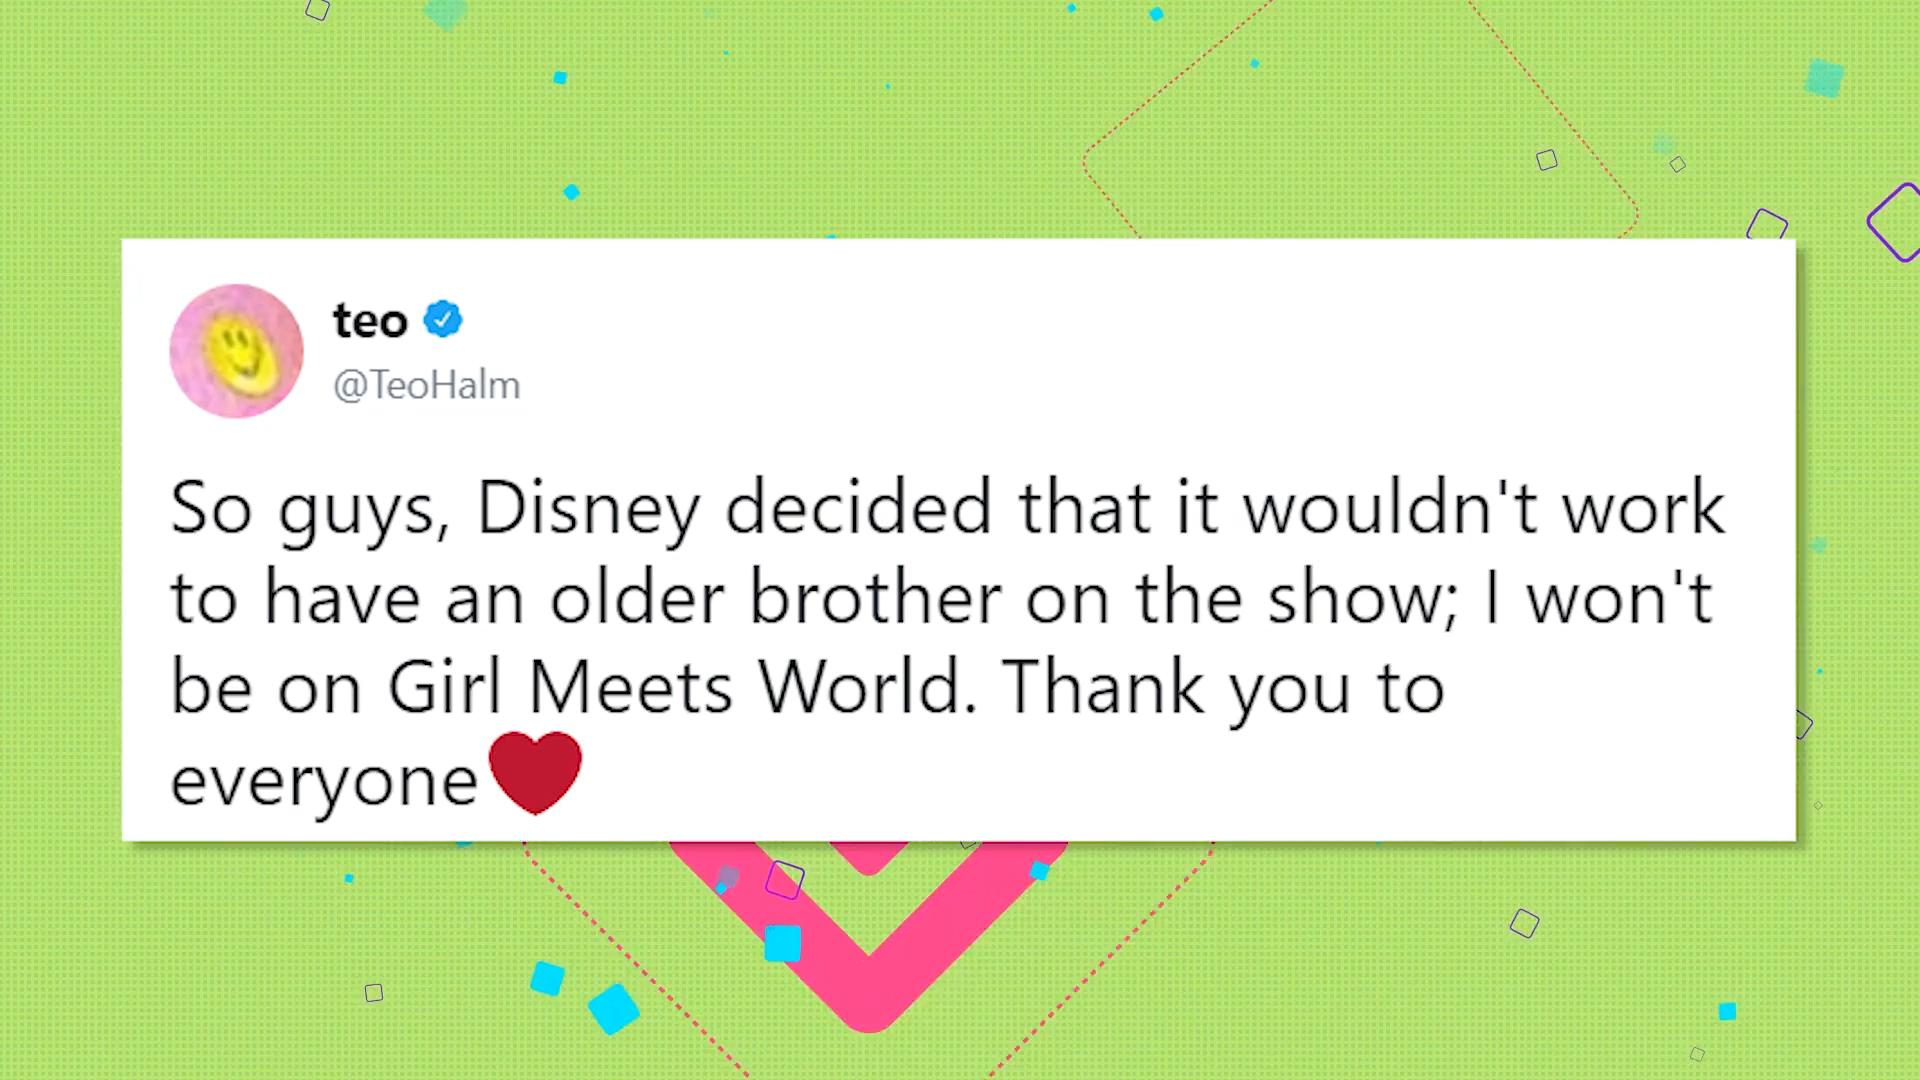 teo
@TeoHalm
So guys, Disney decided that it wouldn't work
to have an older brother on the show; I won't
be on Girl Meets World. Thank you to
everyone❤